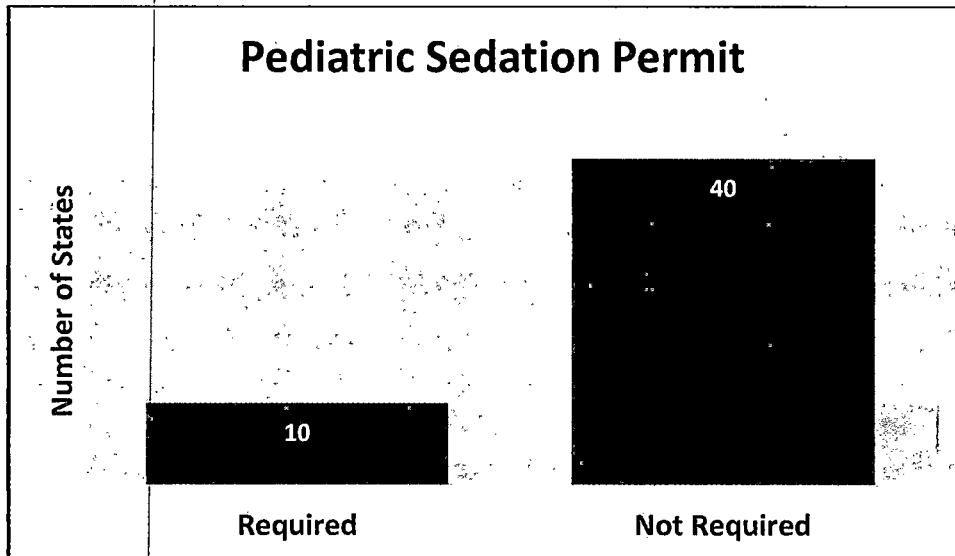 Pediatric Sedation Permit
Number of States
40
10
Required
Not Required